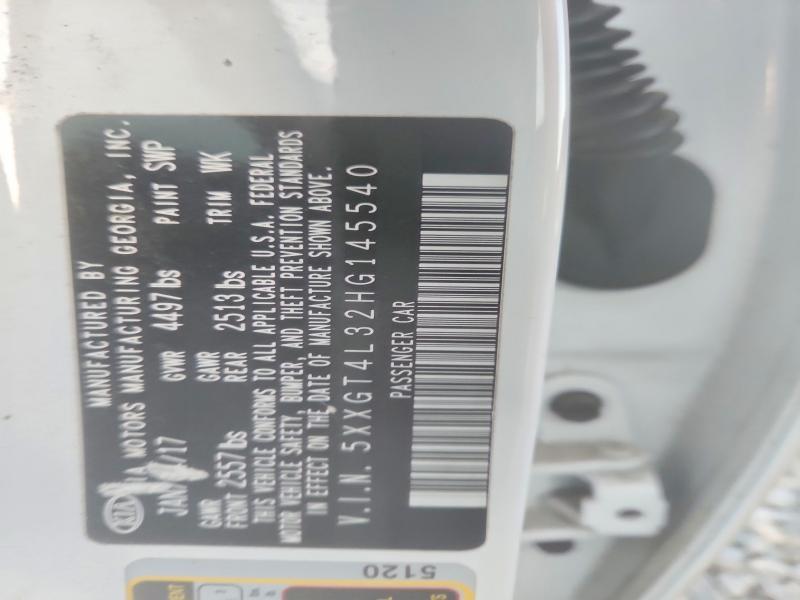 KIA
MANUFACTURED BY
KIA MOTORS MANUFACTURING GEORGIA, INC.
GVWR 4497lbs PAINT SWP
GAWR GAWR
FRONT 2557lbs REAR 2513lbs TRIM WK
THIS VEHICLE CONFORMS TO ALL APPLICABLE U.S.A. FEDERAL
MOTOR VEHICLE SAFETY, BUMPER, AND THEFT PREVENTION STANDARDS
IN EFFECT ON THE DATE OF MANUFACTURE SHOWN ABOVE.
V.I.N. 5XXGT4L32HG145540
PASSENGER CAR
5120